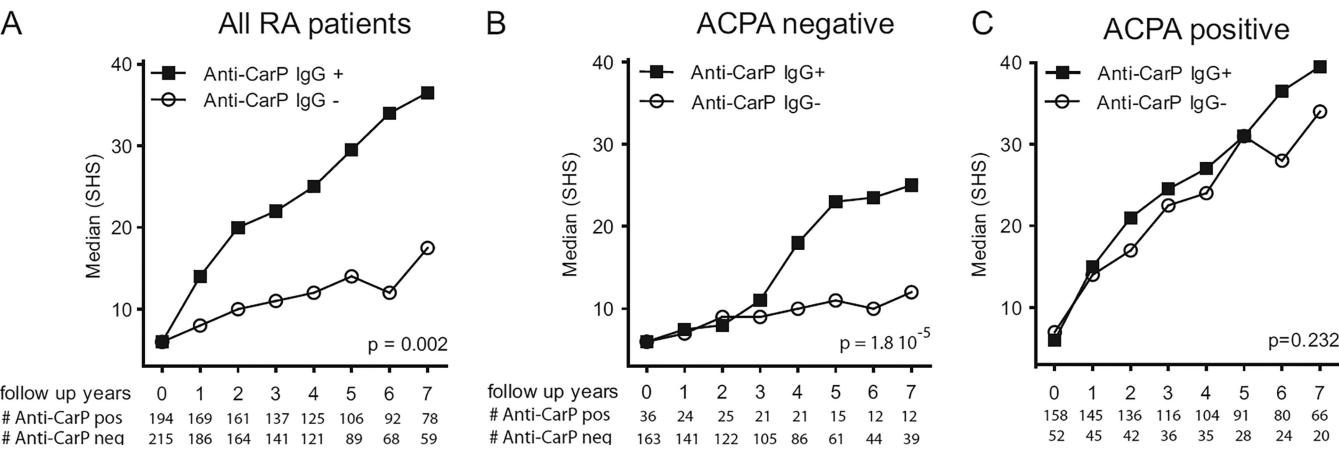 A
All RA patients
40
30
20
10
Median (SHS)
Anti-CarP IgG +
Anti-CarP IgG -
p = 0.002
follow up years 0 1 2 3 4 5 6 7
# Anti-CarP pos 194 169 161 137 125 106 92 78
# Anti-CarP neg 215 186 164 141 121 89 68 59
B
ACPA negative
40
30
20
10
Median (SHS)
Anti-CarP IgG+
Anti-CarP IgG-
p = 1.8 10-5
follow up years 0 1 2 3 4 5 6 7
# Anti-CarP pos 36 24 25 21 21 15 12 12
# Anti-CarP neg 163 141 122 105 86 61 44 39
C
ACPA positive
40
30
20
10
Median (SHS)
Anti-CarP IgG+
Anti-CarP IgG-
p=0.232
0 1 2 3 4 5 6 7
158 145 136 116 104 91 80 66
52 45 42 36 35 28 24 20